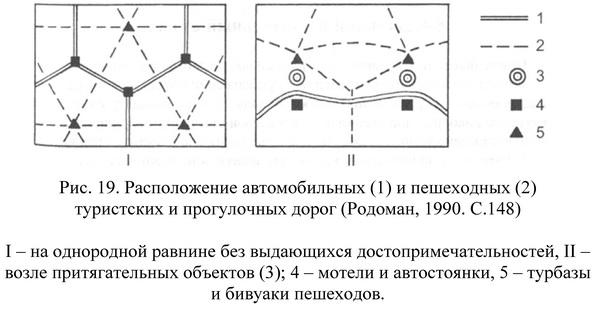 1
2
3
4
5
I
II
Рис. 19. Расположение автомобильных (1) и пешеходных (2)
туристских и прогулочных дорог (Родоман, 1990. С.148)
I – на однородной равнине без выдающихся достопримечательностей, II –
возле притягательных объектов (3); 4 – мотели и автостоянки, 5 – турбазы
и бивуаки пешеходов.